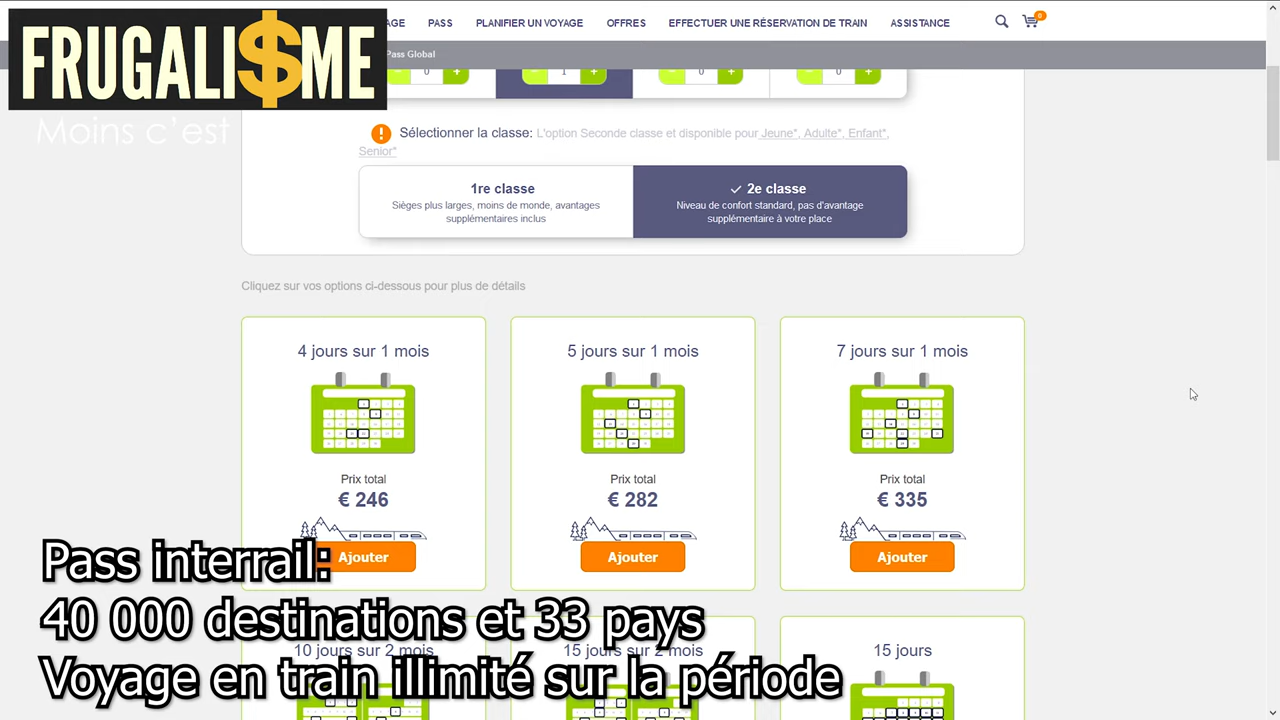 FRUGALI$ME
Moins c'est
AGE
PASS
PLANIFIER UN VOYAGE
OFFRES
EFFECTUER UNE RÉSERVATION DE TRAIN
ASSISTANCE
0
Pass Global
- 0 +
- 1 +
- 0 +
- 0 +
! Sélectionner la classe: L'option Seconde classe et disponible pour Jeune*, Adulte*, Enfant*,
Senior*
1re classe
Sièges plus larges, moins de monde, avantages
supplémentaires inclus
✓ 2e classe
Niveau de confort standard, pas d'avantage
supplémentaire à votre place
Cliquez sur vos options ci-dessous pour plus de détails
4 jours sur 1 mois
Prix total
€ 246
Ajouter
5 jours sur 1 mois
Prix total
€ 282
Ajouter
7 jours sur 1 mois
Prix total
€ 335
Ajouter
10 jours sur 2 mois
15 jours sur 2 mois
15 jours
Pass interrail:
40 000 destinations et 33 pays
Voyage en train illimité sur la période